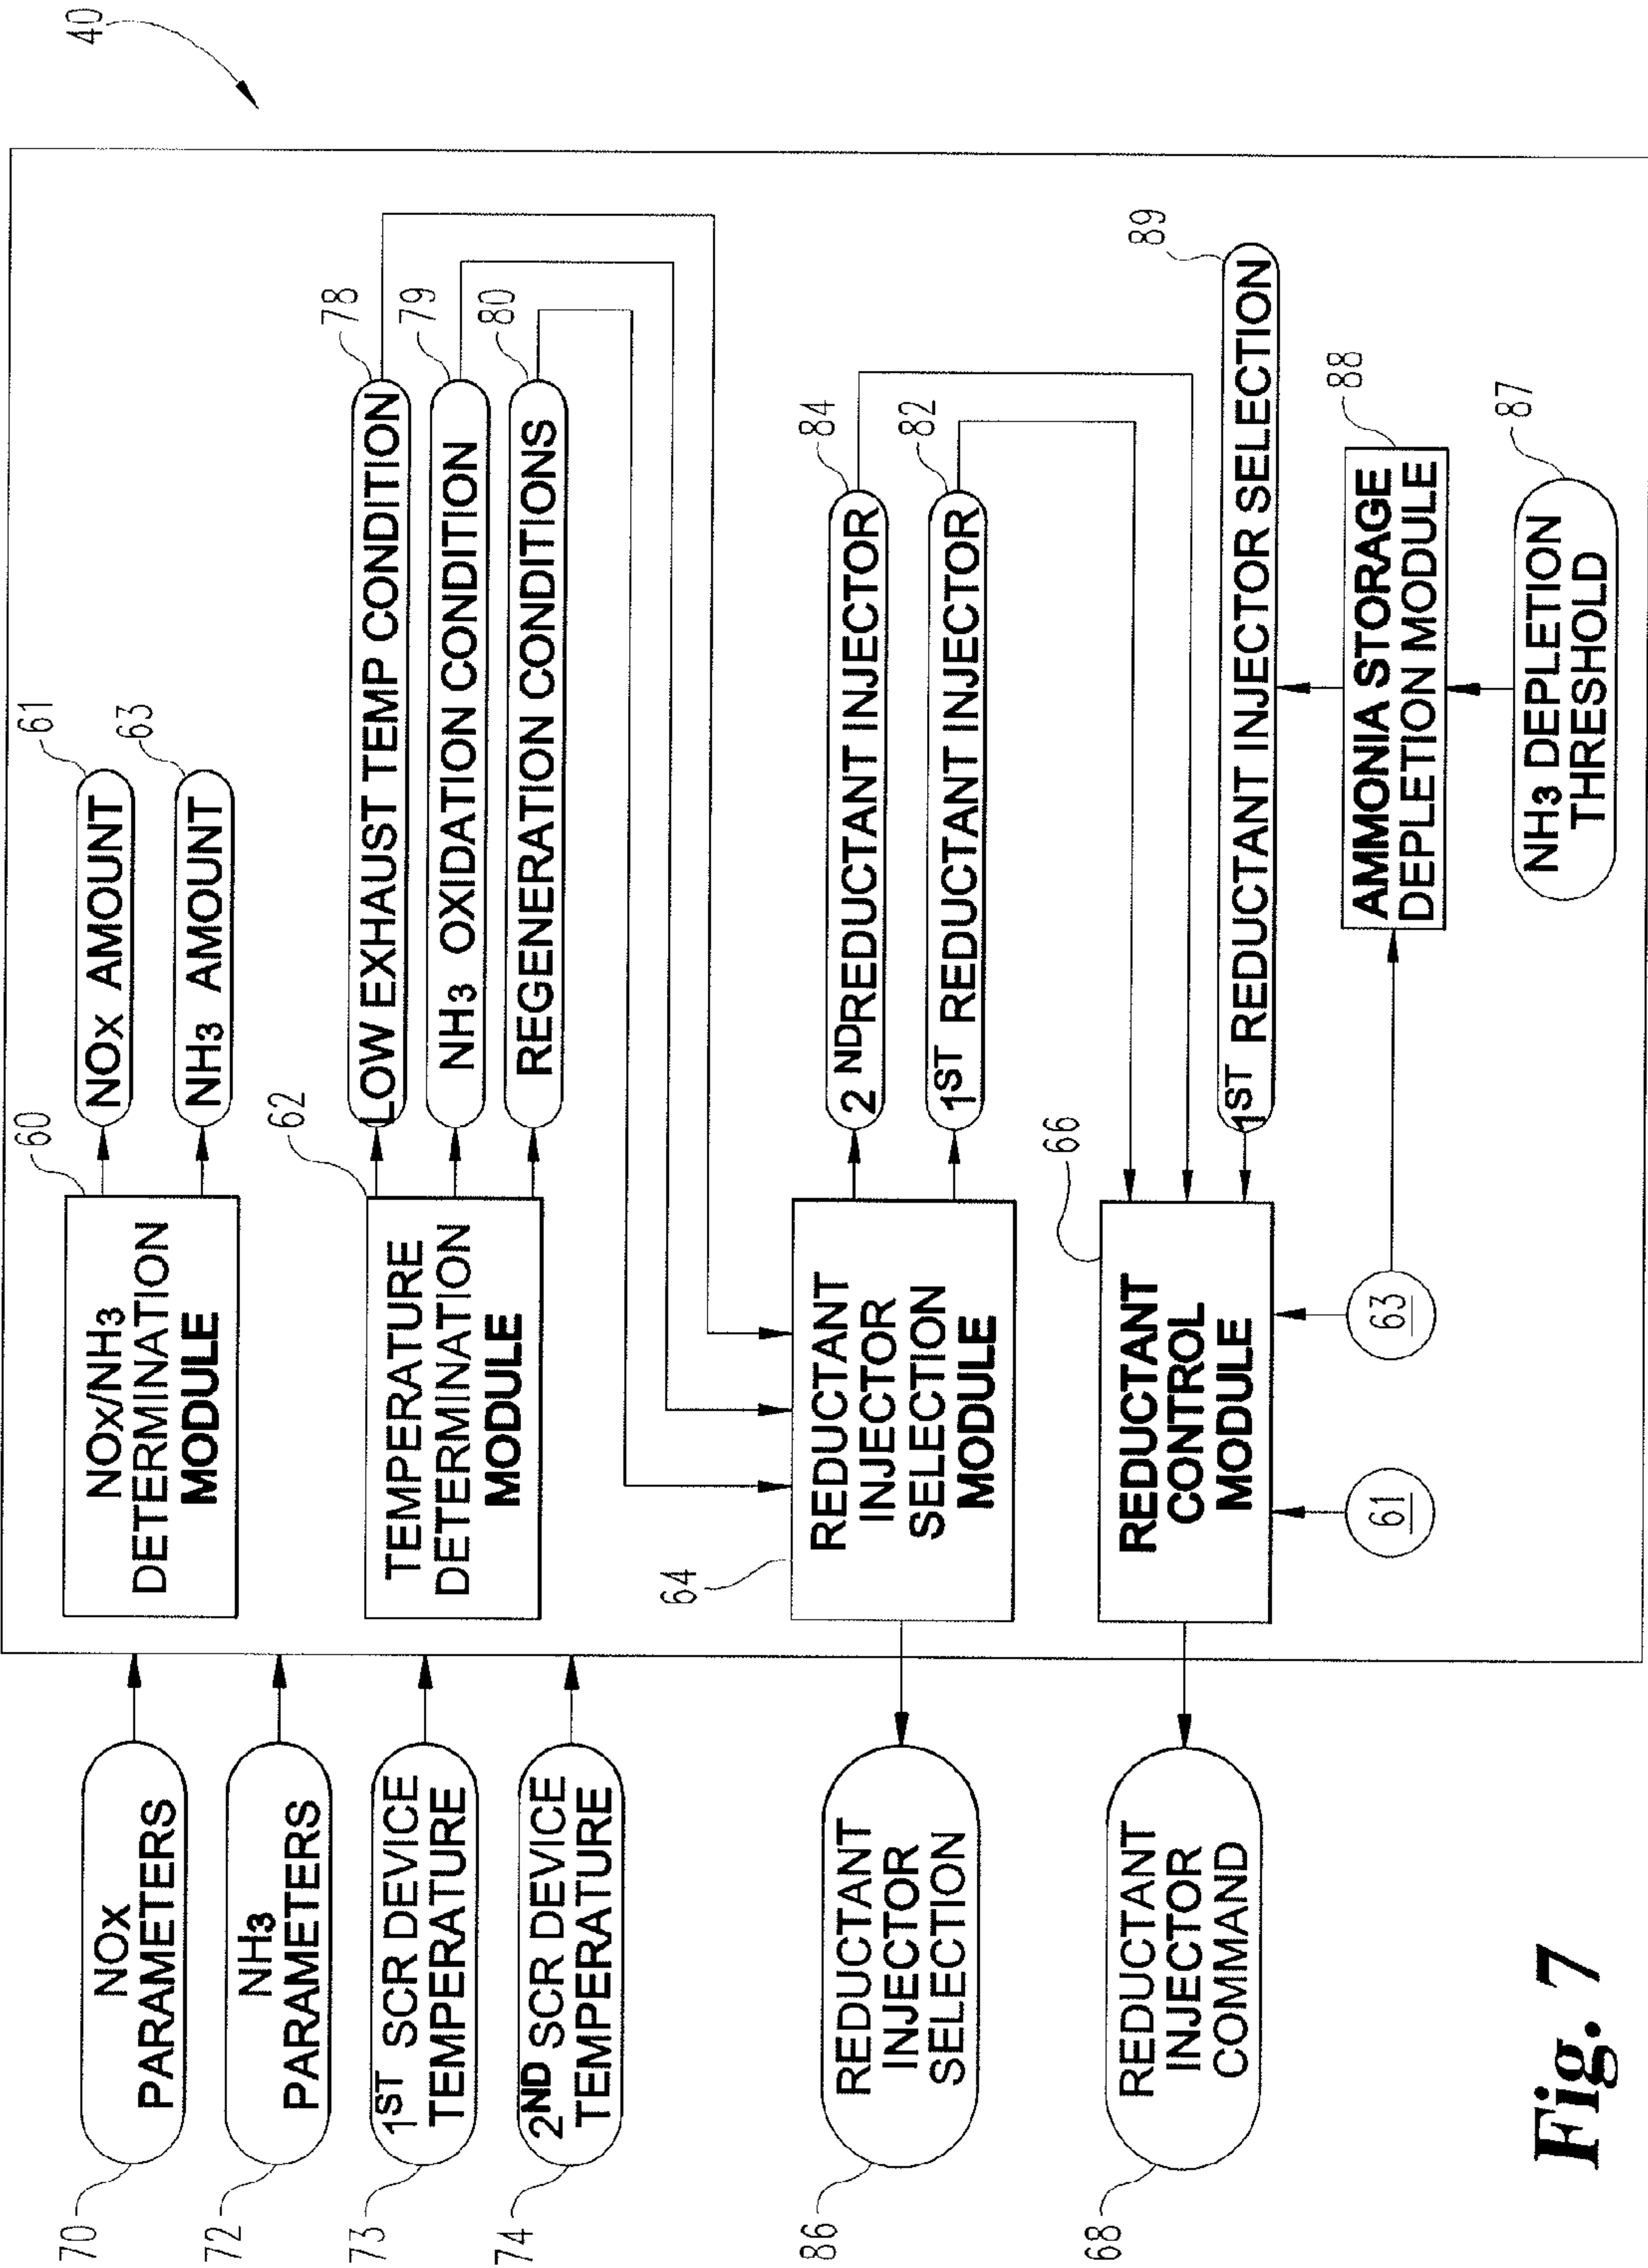 40
70
NOx
PARAMETERS
72
NH3
PARAMETERS
73
1ST SCR DEVICE
TEMPERATURE
74
2ND SCR DEVICE
TEMPERATURE
60
NOx/NH3
DETERMINATION
MODULE
61
NOx AMOUNT
63
NH3 AMOUNT
62
TEMPERATURE
DETERMINATION
MODULE
78
LOW EXHAUST TEMP CONDITION
79
NH3 OXIDATION CONDITION
80
REGENERATION CONDITIONS
86
REDUCTANT
INJECTOR
SELECTION
64
REDUCTANT
INJECTOR
SELECTION
MODULE
84
2ND REDUCTANT INJECTOR
82
1ST REDUCTANT INJECTOR
68
REDUCTANT
INJECTOR
COMMAND
66
REDUCTANT
CONTROL
MODULE
89
1ST REDUCTANT INJECTOR SELECTION
61
63
88
AMMONIA STORAGE
DEPLETION MODULE
87
NH3 DEPLETION
THRESHOLD
Fig. 7